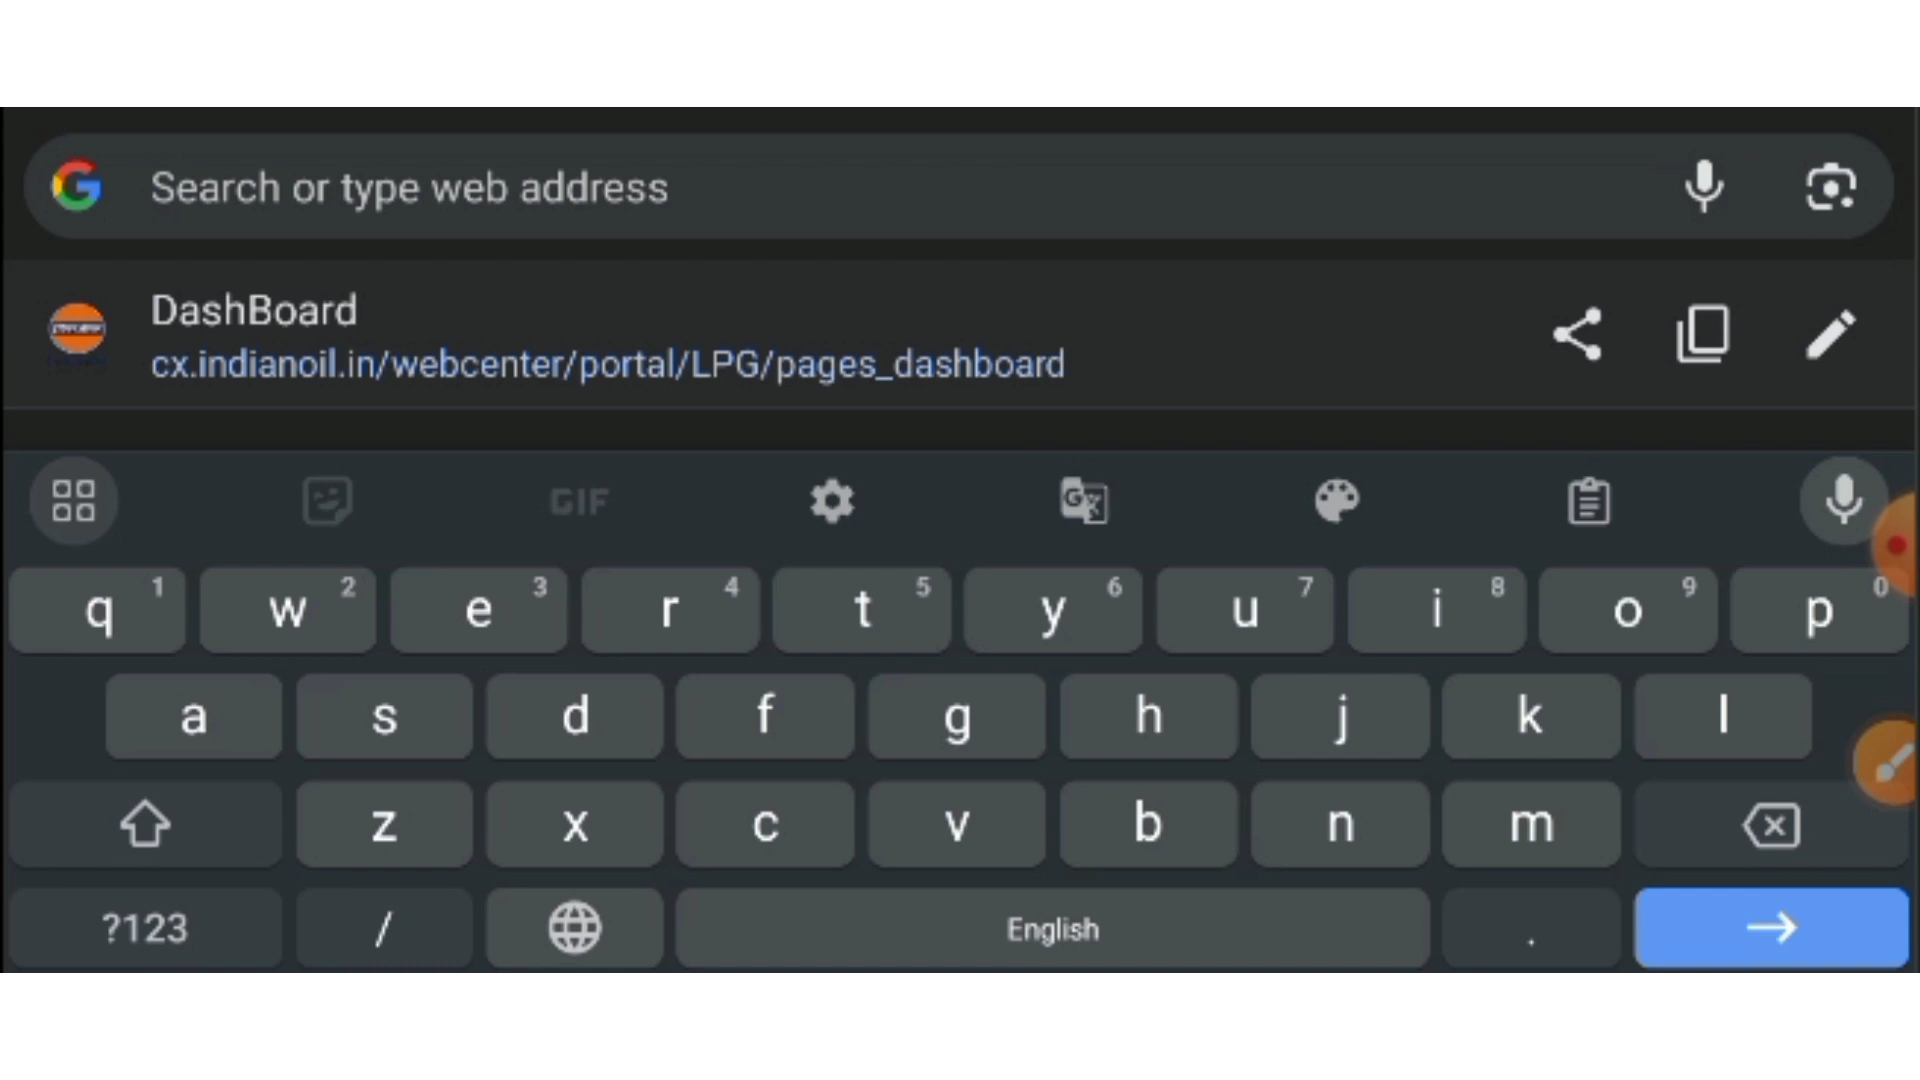 Search or type web address
DashBoard
cx.indianoil.in/webcenter/portal/LPG/pages_dashboard
GIF
q 1 w 2 e 3 r 4 t 5 y 6 u 7 i 8 o 9 p 0
a s d f g h j k l
z x c v b n m
?123 / English .